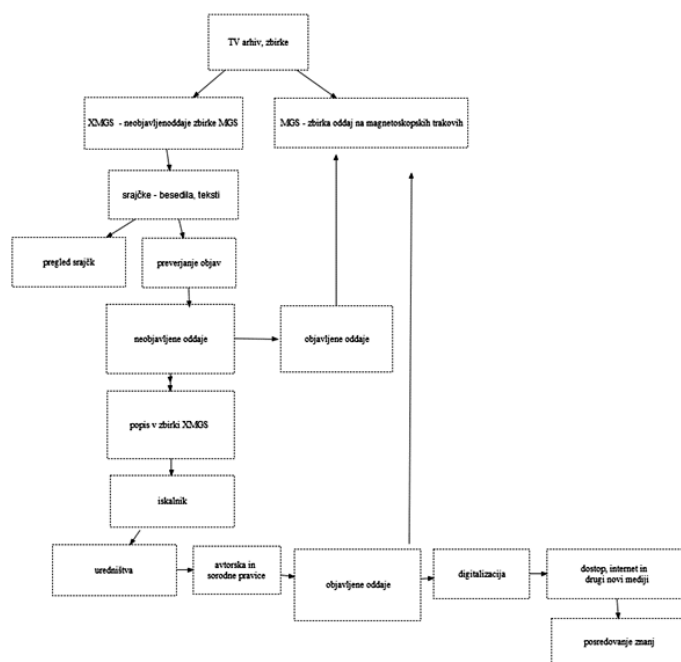 TV arhiv, zbirke
XMGS - neobjavljenoddaje zbirke MGS
MGS - zbirka oddaj na magnetoskopskih trakovih
srajčke - besedila, teksti
pregled srajčk
preverjanje objav
neobjavljene oddaje
objavljene oddaje
popis v zbirki XMGS
iskalnik
uredništva
avtorska in
sorodne pravice
objavljene oddaje
digitalizacija
dostop, internet in
drugi novi mediji
posredovanje znanj